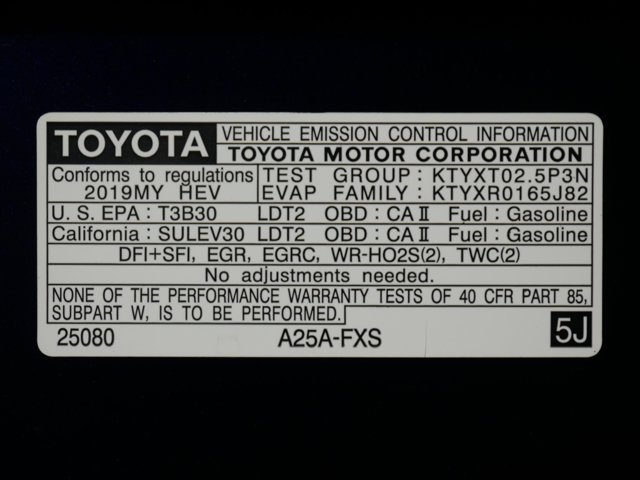 TOYOTA VEHICLE EMISSION CONTROL INFORMATION
TOYOTA MOTOR CORPORATION
Conforms to regulations TEST GROUP : KTYXT02.5P3N
2019MY HEV EVAP FAMILY : KTYXR0165J82
U. S. EPA : T3B30 LDT2 OBD : CA II Fuel : Gasoline
California : SULEV30 LDT2 OBD : CA II Fuel : Gasoline
DFI+SFI, EGR, EGRC, WR-HO2S(2), TWC(2)
No adjustments needed.
NONE OF THE PERFORMANCE WARRANTY TESTS OF 40 CFR PART 85,
SUBPART W, IS TO BE PERFORMED.
25080 A25A-FXS 5J